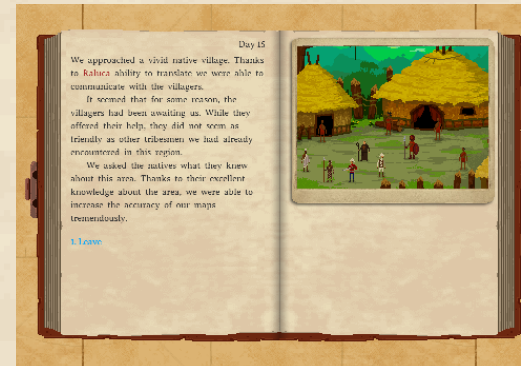 Day 15
We approached a vivid native village. Thanks
to Raluca ability to translate we were able to
communicate with the villagers.
It seemed that for some reason, the
villagers had been awaiting us. While they
offered their help, they did not seem as
friendly as other tribesmen we had already
encountered in this region.
We asked the natives what they knew
about this area. Thanks to their excellent
knowledge about the area, we were able to
increase the accuracy of our maps
tremendously.
1. Leave